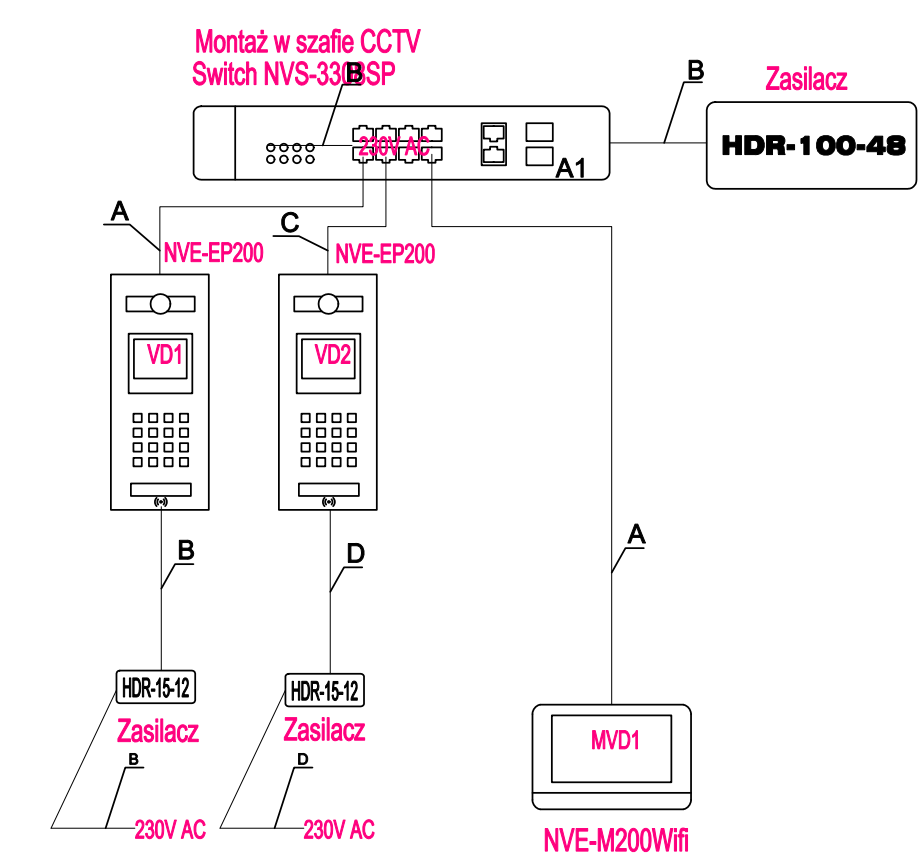 Montaż w szafie CCTV
Switch NVS-3308SP
B
B
Zasilacz
230V AC
A1
HDR-100-48
A
NVE-EP200
C
NVE-EP200
VD1
VD2
B
D
A
HDR-15-12
HDR-15-12
Zasilacz
Zasilacz
B
D
230V AC
230V AC
MVD1
NVE-M200Wifi